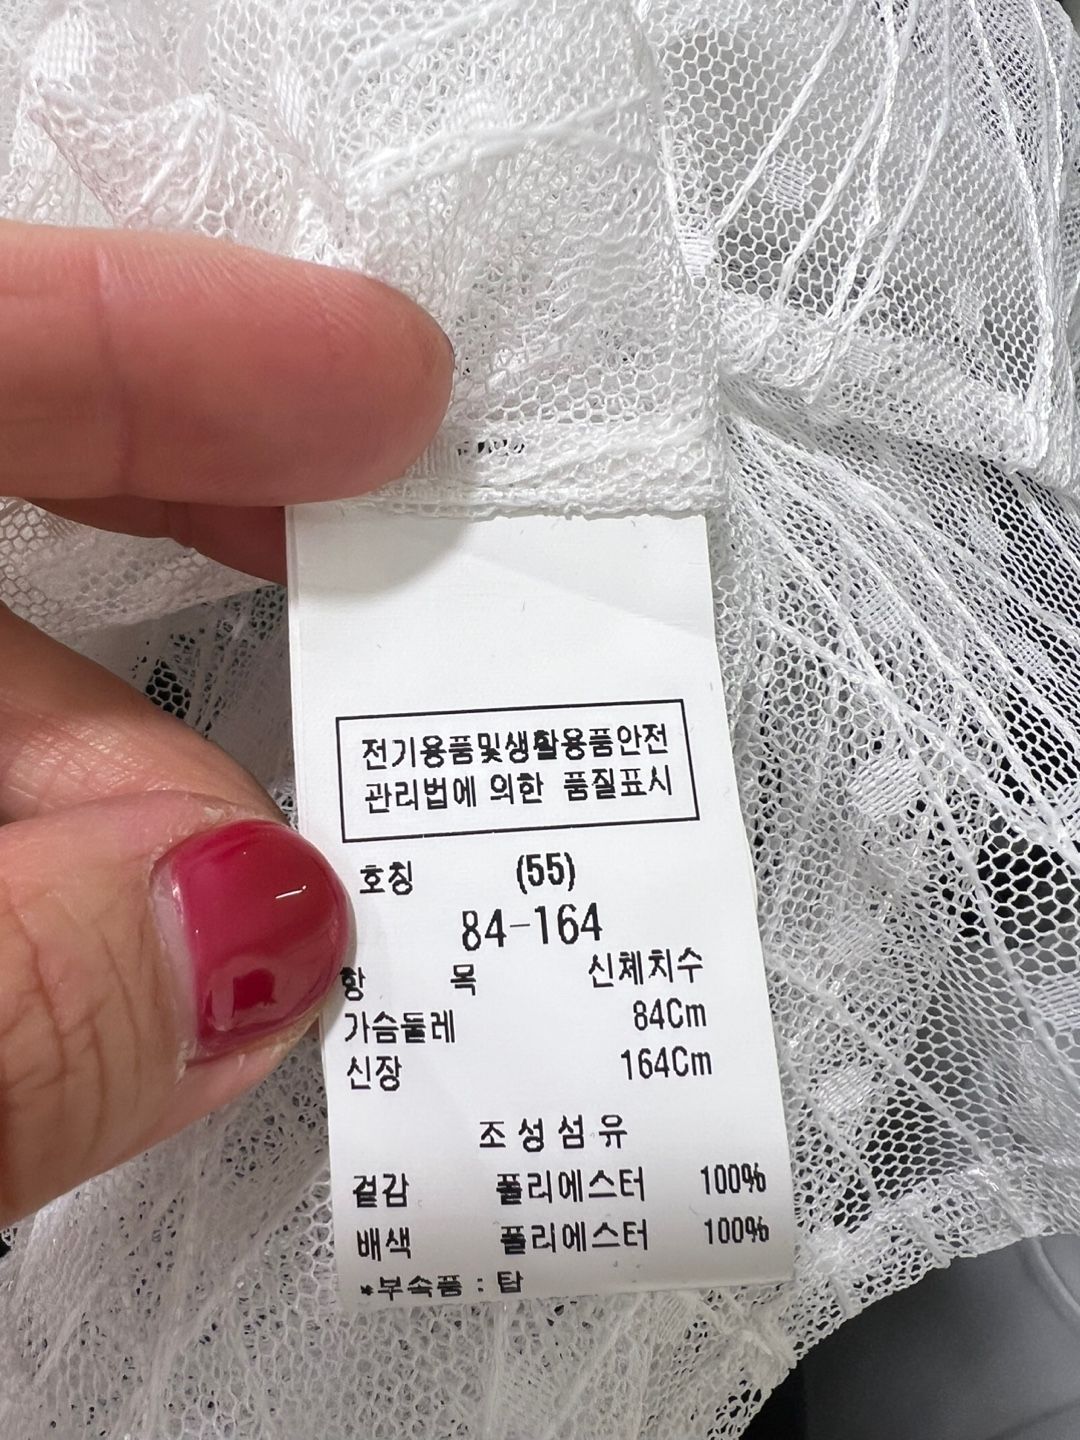 전기용품및생활용품안전
관리법에 의한 품질표시
호칭 (55)
84-164
항 목 신체치수
가슴둘레 84Cm
신장 164Cm
조성섬유
겉감 폴리에스터 100%
배색 폴리에스터 100%
*부속품 : 탑